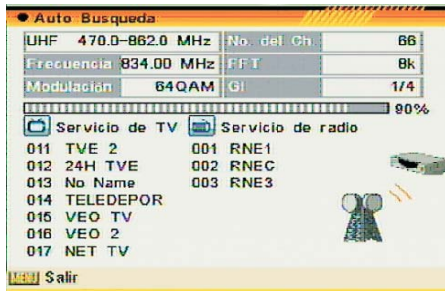 Auto Busqueda
UHF 470.0-862.0 MHz No. del Ch. 66
Frecuencia 834.00 MHz FFT 8k
Modulación 64QAM GI 1/4
90%
Servicio de TV Servicio de radio
011 TVE 2 001 RNE1
012 24H TVE 002 RNEC
013 No Name 003 RNE3
014 TELEDEPOR
015 VEO TV
016 VEO 2
017 NET TV
MENU Salir